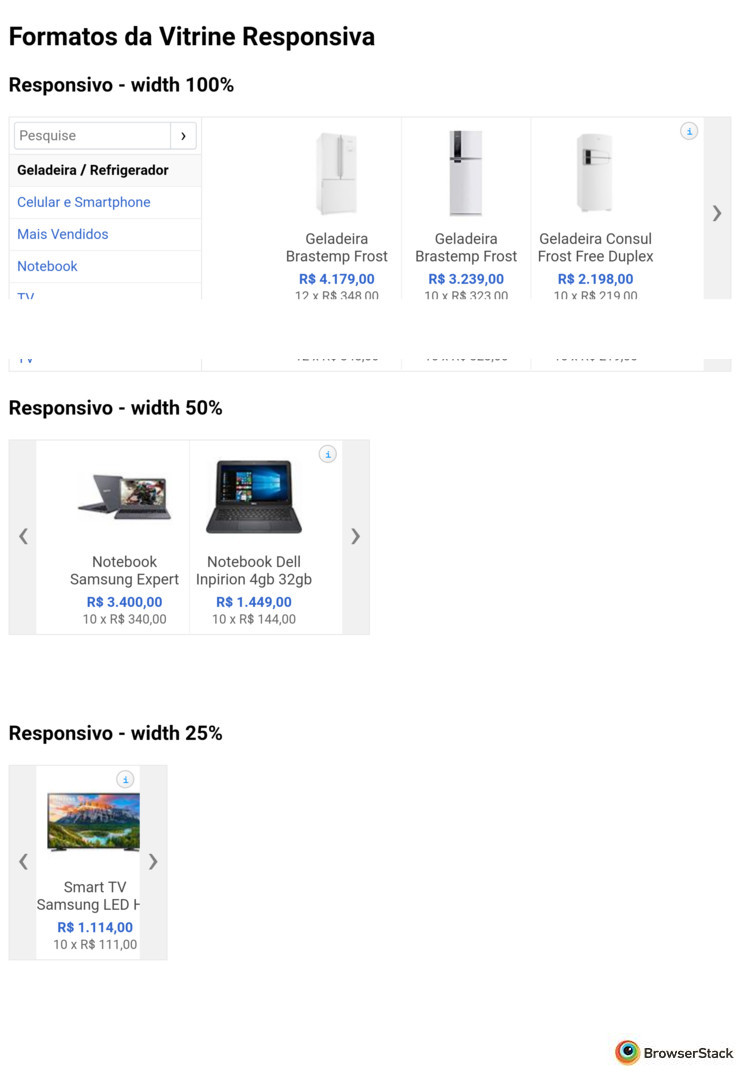 Formatos da Vitrine Responsiva
Responsivo - width 100%
Pesquise
Geladeira / Refrigerador
Celular e Smartphone
Mais Vendidos
Notebook
TV
Geladeira
Brastemp Frost
R$ 4.179,00
12 x R$ 348,00
Geladeira
Brastemp Frost
R$ 3.239,00
10 x R$ 323,00
i
Geladeira Consul
Frost Free Duplex
R$ 2.198,00
10 x R$ 219,00
Responsivo - width 50%
Notebook
Samsung Expert
R$ 3.400,00
10 x R$ 340,00
i
Notebook Dell
Inpirion 4gb 32gb
R$ 1.449,00
10 x R$ 144,00
Responsivo - width 25%
i
Smart TV
Samsung LED H
R$ 1.114,00
10 x R$ 111,00
BrowserStack